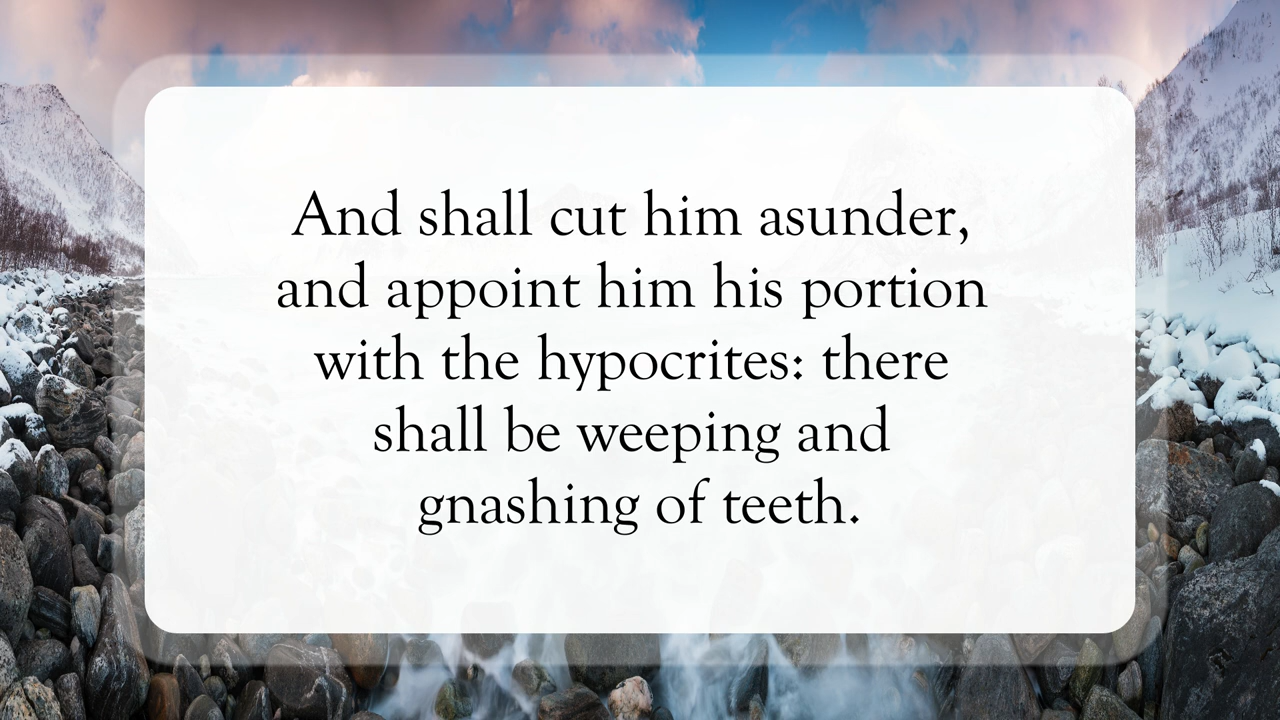 And shall cut him asunder,
and appoint him his portion
with the hypocrites: there
shall be weeping and
gnashing of teeth.